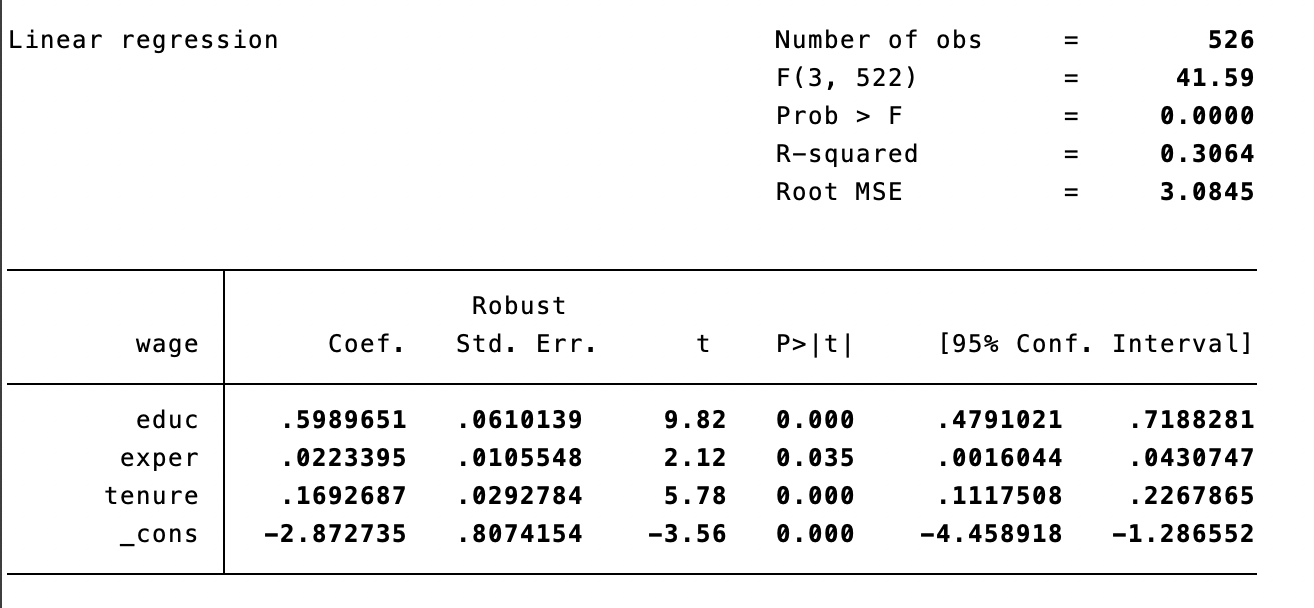 Linear regression Number of obs = 526
F(3, 522) = 41.59
Prob > F = 0.0000
R-squared = 0.3064
Root MSE = 3.0845
Robust
wage Coef. Std. Err. t P>|t| [95% Conf. Interval]
educ .5989651 .0610139 9.82 0.000 .4791021 .7188281
exper .0223395 .0105548 2.12 0.035 .0016044 .0430747
tenure .1692687 .0292784 5.78 0.000 .1117508 .2267865
_cons -2.872735 .8074154 -3.56 0.000 -4.458918 -1.286552